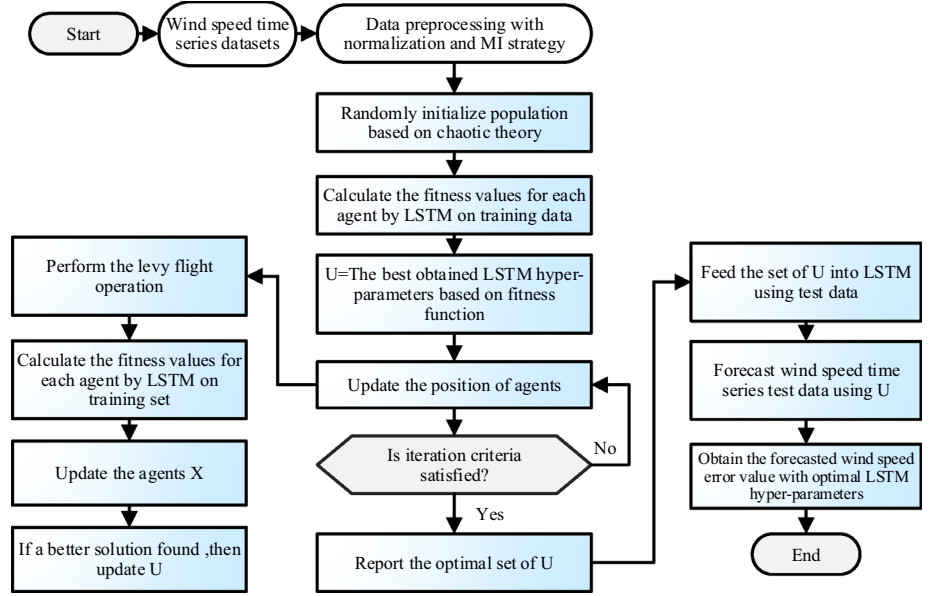 Start
Wind speed time
series datasets
Data preprocessing with
normalization and MI strategy
Randomly initialize population
based on chaotic theory
Calculate the fitness values for each
agent by LSTM on training data
U=The best obtained LSTM hyper-
parameters based on fitness
function
Update the position of agents
Is iteration criteria
satisfied?
No
Yes
Report the optimal set of U
Perform the levy flight
operation
Calculate the fitness values for
each agent by LSTM on
training set
Update the agents X
If a better solution found ,then
update U
Feed the set of U into LSTM
using test data
Forecast wind speed time
series test data using U
Obtain the forecasted wind speed
error value with optimal LSTM
hyper-parameters
End